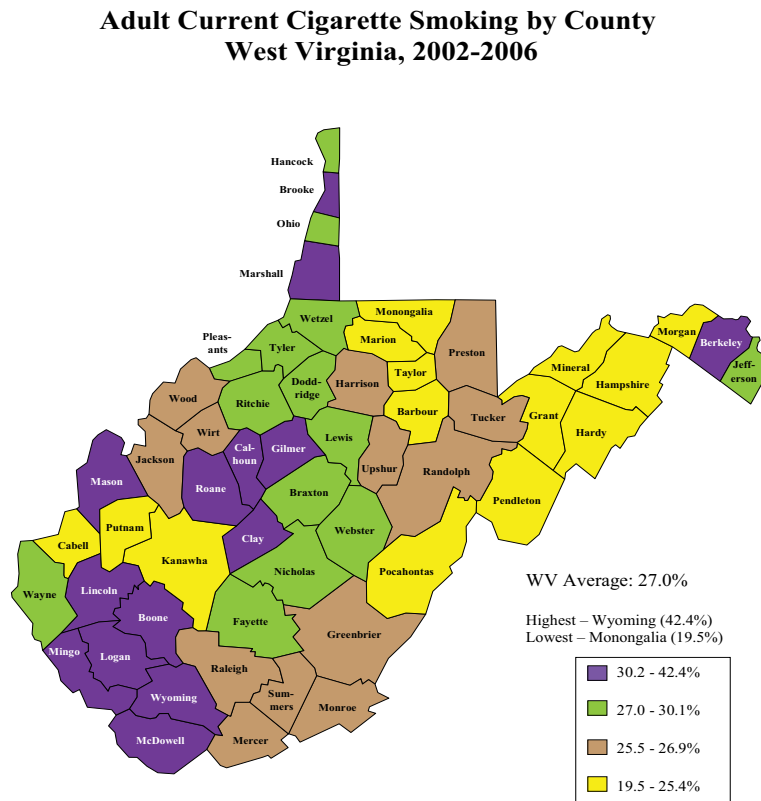 Adult Current Cigarette Smoking by County
West Virginia, 2002-2006
Hancock
Brooke
Ohio
Marshall
Wetzel
Monongalia
Marion
Pleas-
ants
Tyler
Preston
Morgan
Berkeley
Jeff-
erson
Mineral
Hampshire
Taylor
Dodd-
ridge
Harrison
Wood
Ritchie
Barbour
Tucker
Grant
Hardy
Wirt
Cal-
houn
Gilmer
Lewis
Jackson
Upshur
Randolph
Mason
Roane
Braxton
Pendleton
Putnam
Clay
Webster
Cabell
Kanawha
Nicholas
Pocahontas
Wayne
Lincoln
Boone
Fayette
Greenbrier
Mingo
Logan
Raleigh
Wyoming
Sum-
mers
Monroe
McDowell
Mercer
WV Average: 27.0%
Highest – Wyoming (42.4%)
Lowest – Monongalia (19.5%)
30.2 - 42.4%
27.0 - 30.1%
25.5 - 26.9%
19.5 - 25.4%